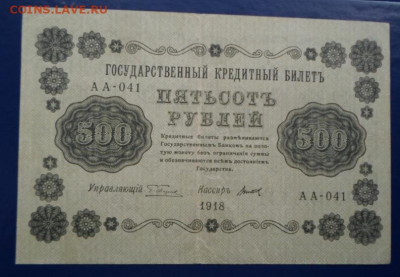 COINS.LAVE.RU
ГОСУДАРСТВЕННЫЙ КРЕДИТНЫЙ БИЛЕТЪ
АА-041
ПЯТЬСОТЪ
РУБЛЕЙ
500 500
Кредитные билеты размѣниваются
Государственнымъ Банкомъ на золо-
тую монету безъ ограниченія суммы
и обезпечиваются всѣмъ достояніемъ
Государства.
Управляющій Кассиръ
АА-041
1918